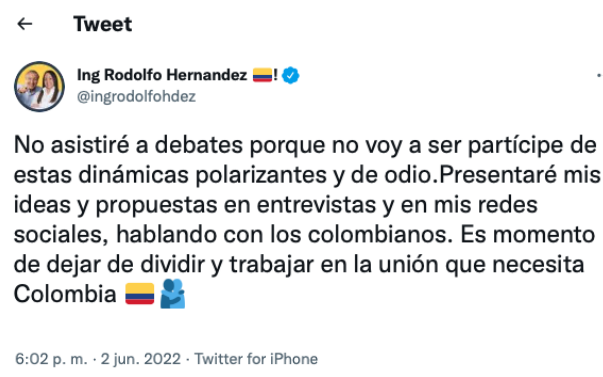 ← Tweet
Ing Rodolfo Hernandez 🇨🇴!
@ingrodolfohdez
No asistiré a debates porque no voy a ser partícipe de
estas dinámicas polarizantes y de odio.Presentaré mis
ideas y propuestas en entrevistas y en mis redes
sociales, hablando con los colombianos. Es momento
de dejar de dividir y trabajar en la unión que necesita
Colombia 🇨🇴🫂
6:02 p. m. · 2 jun. 2022 · Twitter for iPhone